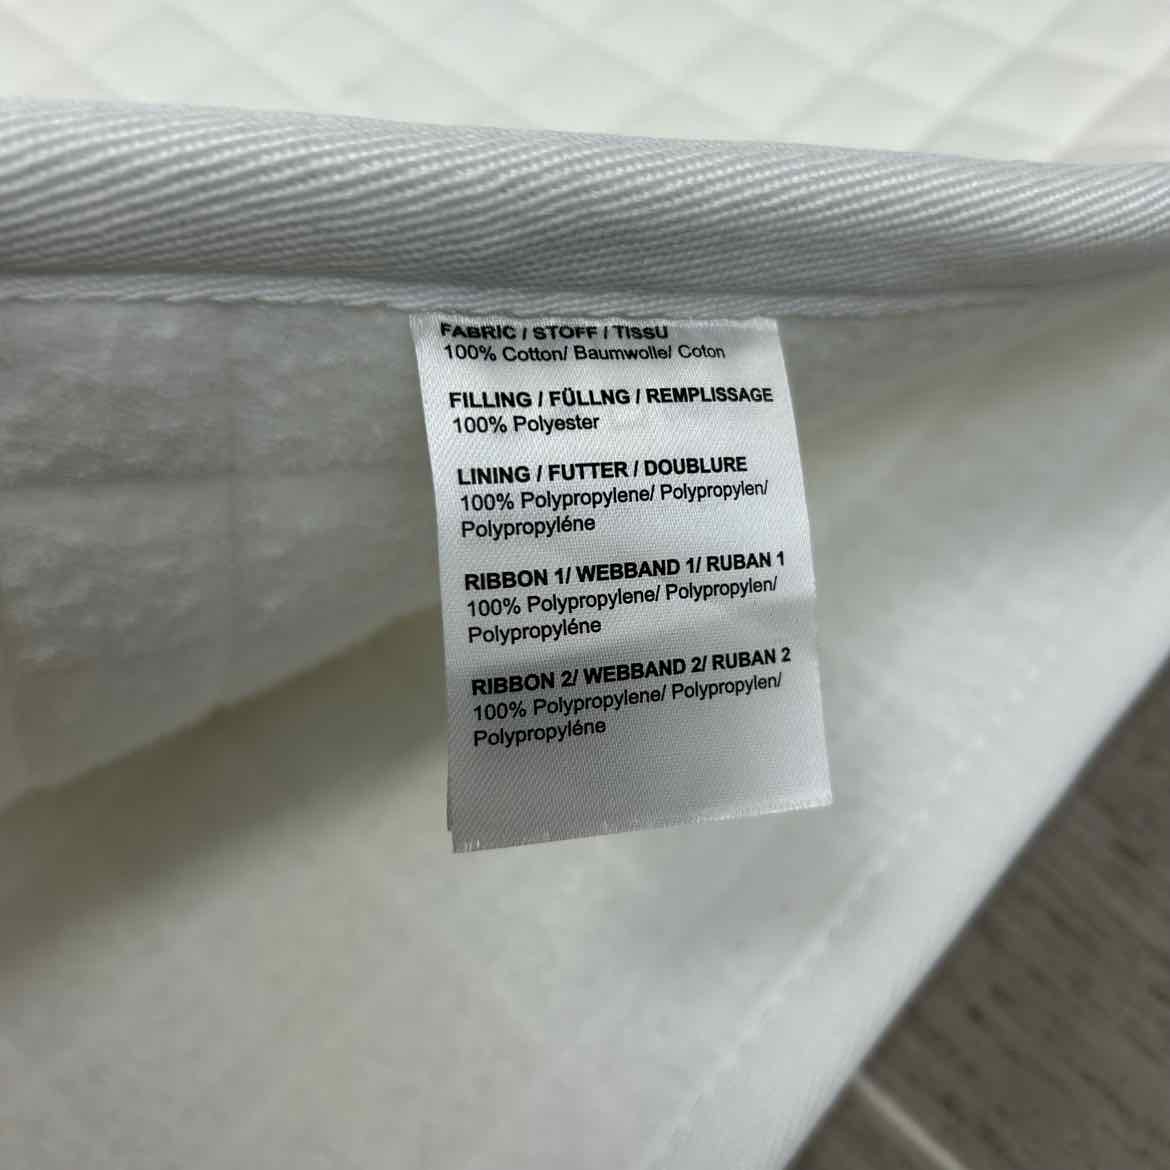 FABRIC / STOFF / TISSU
100% Cotton/ Baumwolle/ Coton
FILLING / FÜLLNG / REMPLISSAGE
100% Polyester
LINING / FUTTER / DOUBLURE
100% Polypropylene/ Polypropylen/
Polypropyléne
RIBBON 1/ WEBBAND 1/ RUBAN 1
100% Polypropylene/ Polypropylen/
Polypropyléne
RIBBON 2/ WEBBAND 2/ RUBAN 2
100% Polypropylene/ Polypropylen/
Polypropyléne